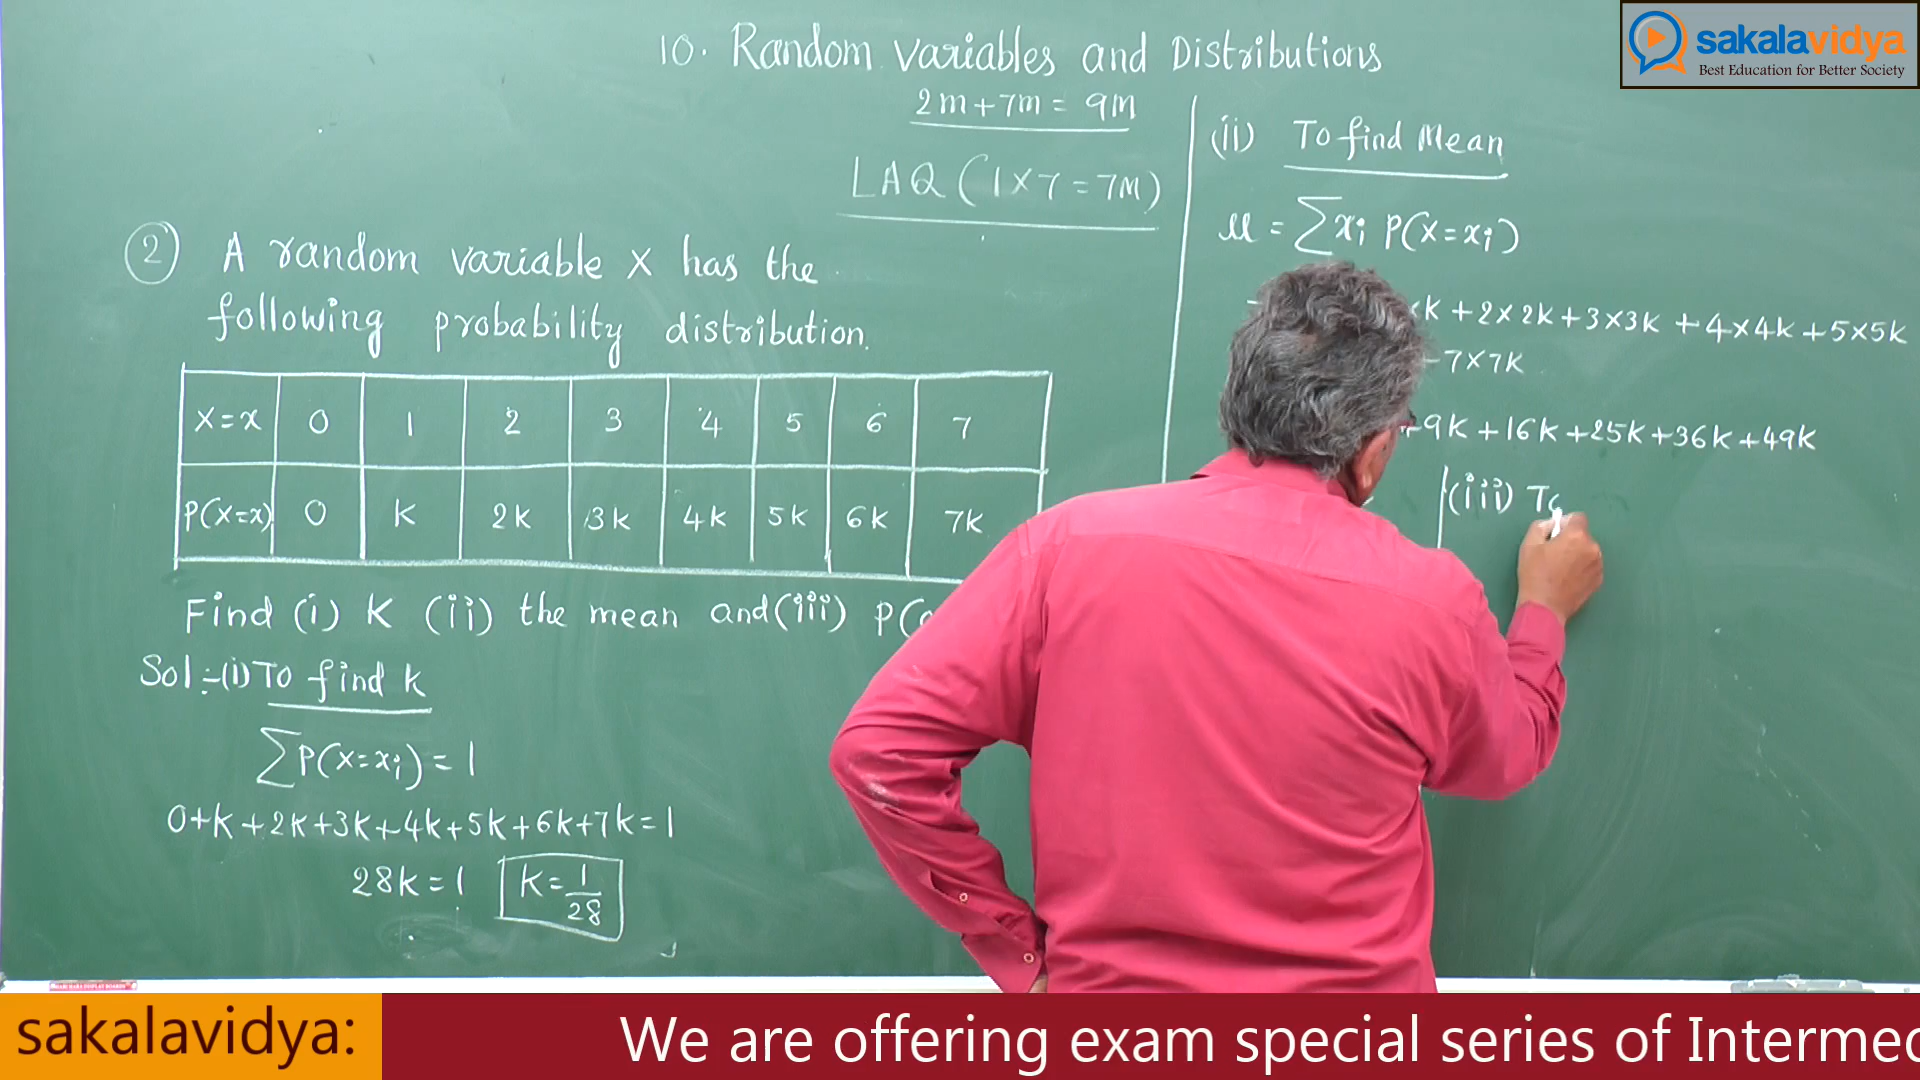 sakalavidya
Best Education for Better Society
10. Random Variables and Distributions
2m+7m = 9M
LAQ (1×7=7M)
② A random variable X has the
following probability distribution.
X=x 0 1 2 3 4 5 6 7
P(X=x) 0 K 2K 3K 4K 5K 6K 7K
Find (i) K (ii) the mean and (iii) P(
Sol :- (i) To find K
∑P(X=xi) = 1
0+K+2K+3K+4K+5K+6K+7K=1
28K=1 K=1/28
(ii) To find Mean
μ = ∑xi P(X=xi)
K + 2×2K + 3×3K + 4×4K + 5×5K
7×7K
+9K+16K+25K+36K+49K
(iii) To
sakalavidya:
We are offering exam special series of Intermed